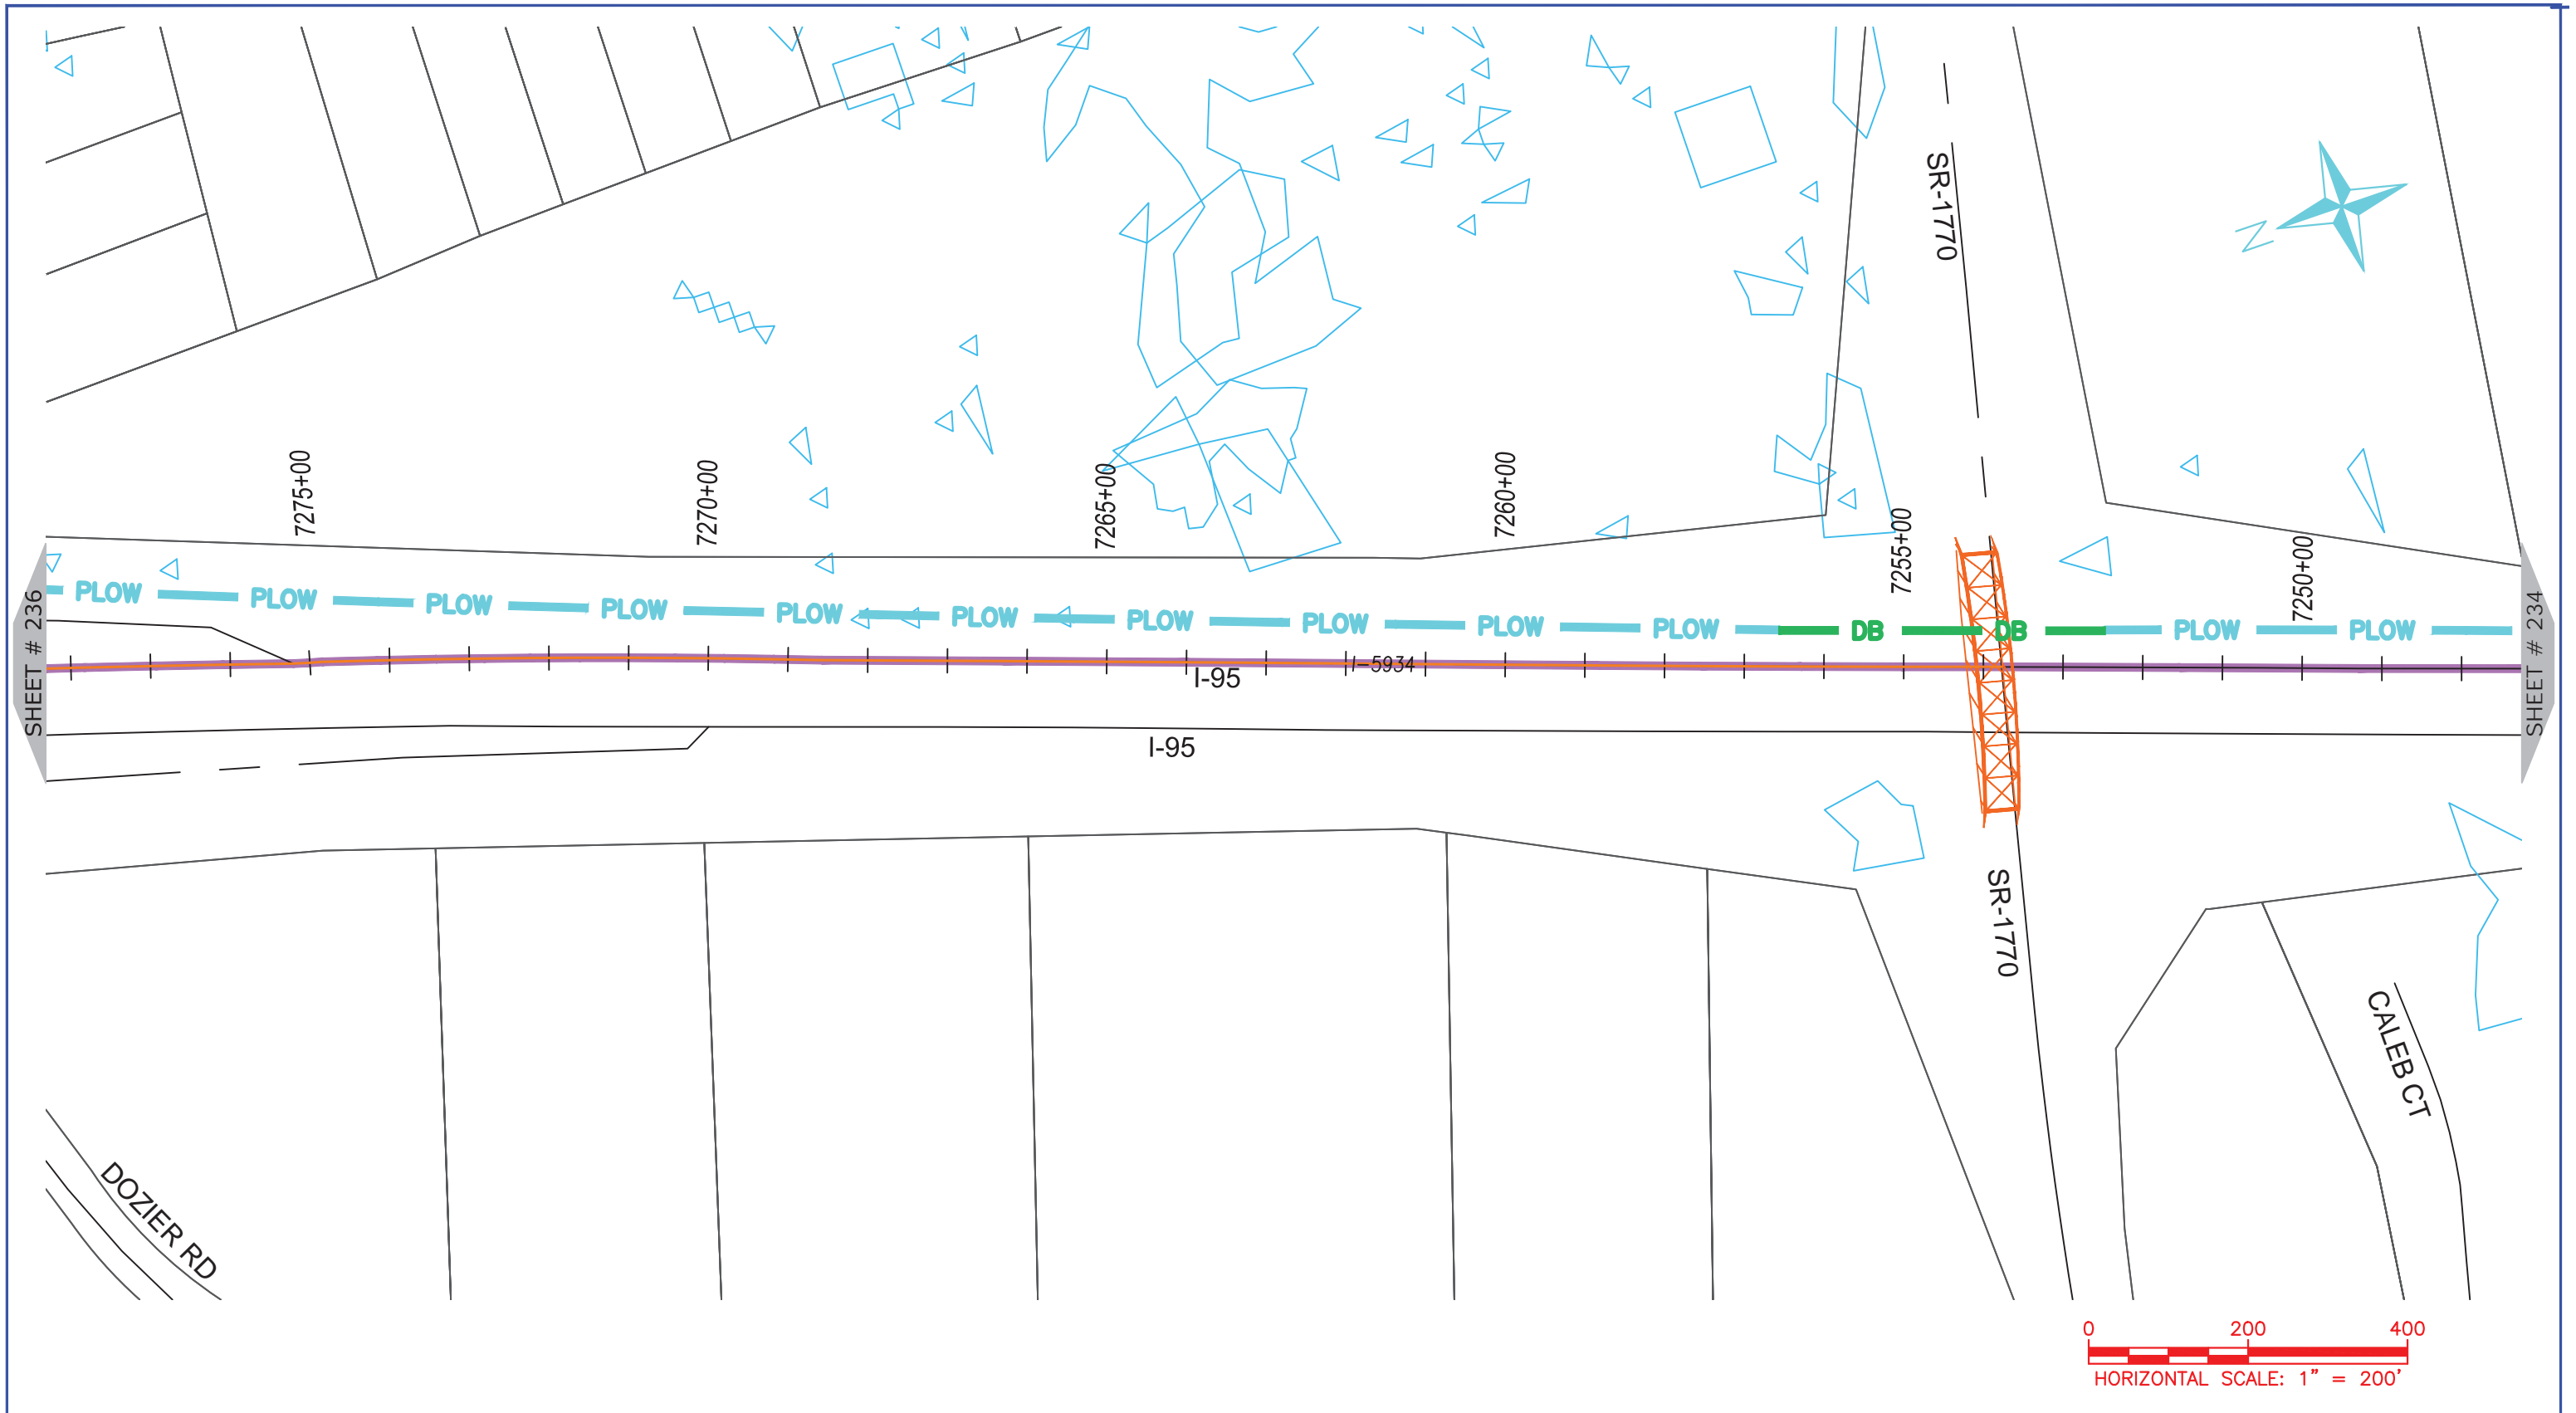 SR-1770
N
7275+00
7270+00
7265+00
7260+00
7255+00
7250+00
SHEET # 236
PLOW PLOW PLOW PLOW PLOW PLOW PLOW PLOW PLOW PLOW DB DB PLOW PLOW
SHEET # 234
I-5934
I-95
I-95
SR-1770
CALEB CT
DOZIER RD
0 200 400
HORIZONTAL SCALE: 1" = 200'